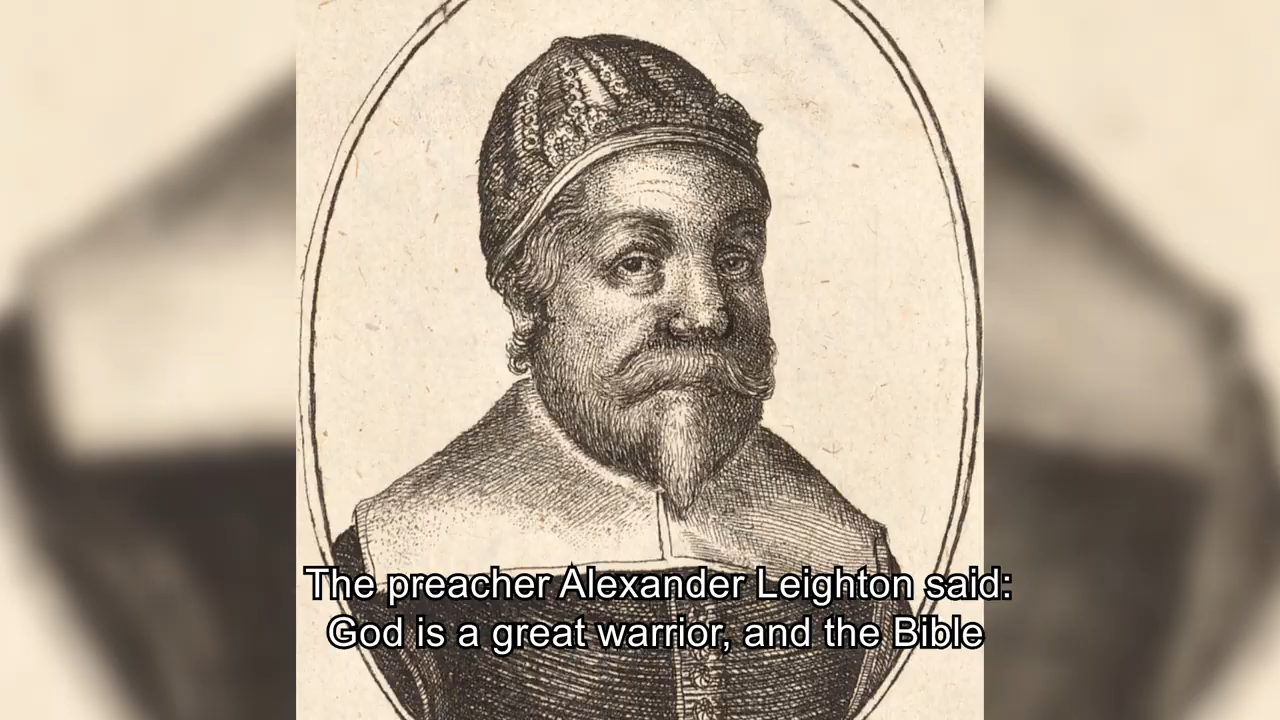 The preacher Alexander Leighton said:
God is a great warrior, and the Bible